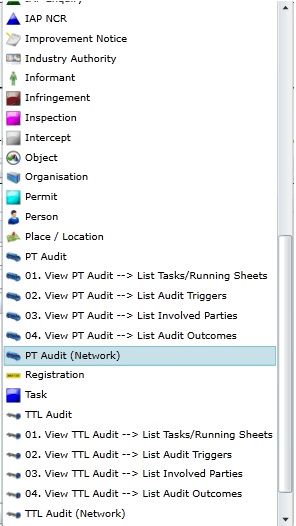 IAP NCR
Improvement Notice
Industry Authority
Informant
Infringement
Inspection
Intercept
Object
Organisation
Permit
Person
Place / Location
PT Audit
01. View PT Audit --> List Tasks/Running Sheets
02. View PT Audit --> List Audit Triggers
03. View PT Audit --> List Involved Parties
04. View PT Audit --> List Audit Outcomes
PT Audit (Network)
Registration
Task
TTL Audit
01. View TTL Audit --> List Tasks/Running Sheets
02. View TTL Audit --> List Audit Triggers
03. View TTL Audit --> List Involved Parties
04. View TTL Audit --> List Audit Outcomes
TTL Audit (Network)